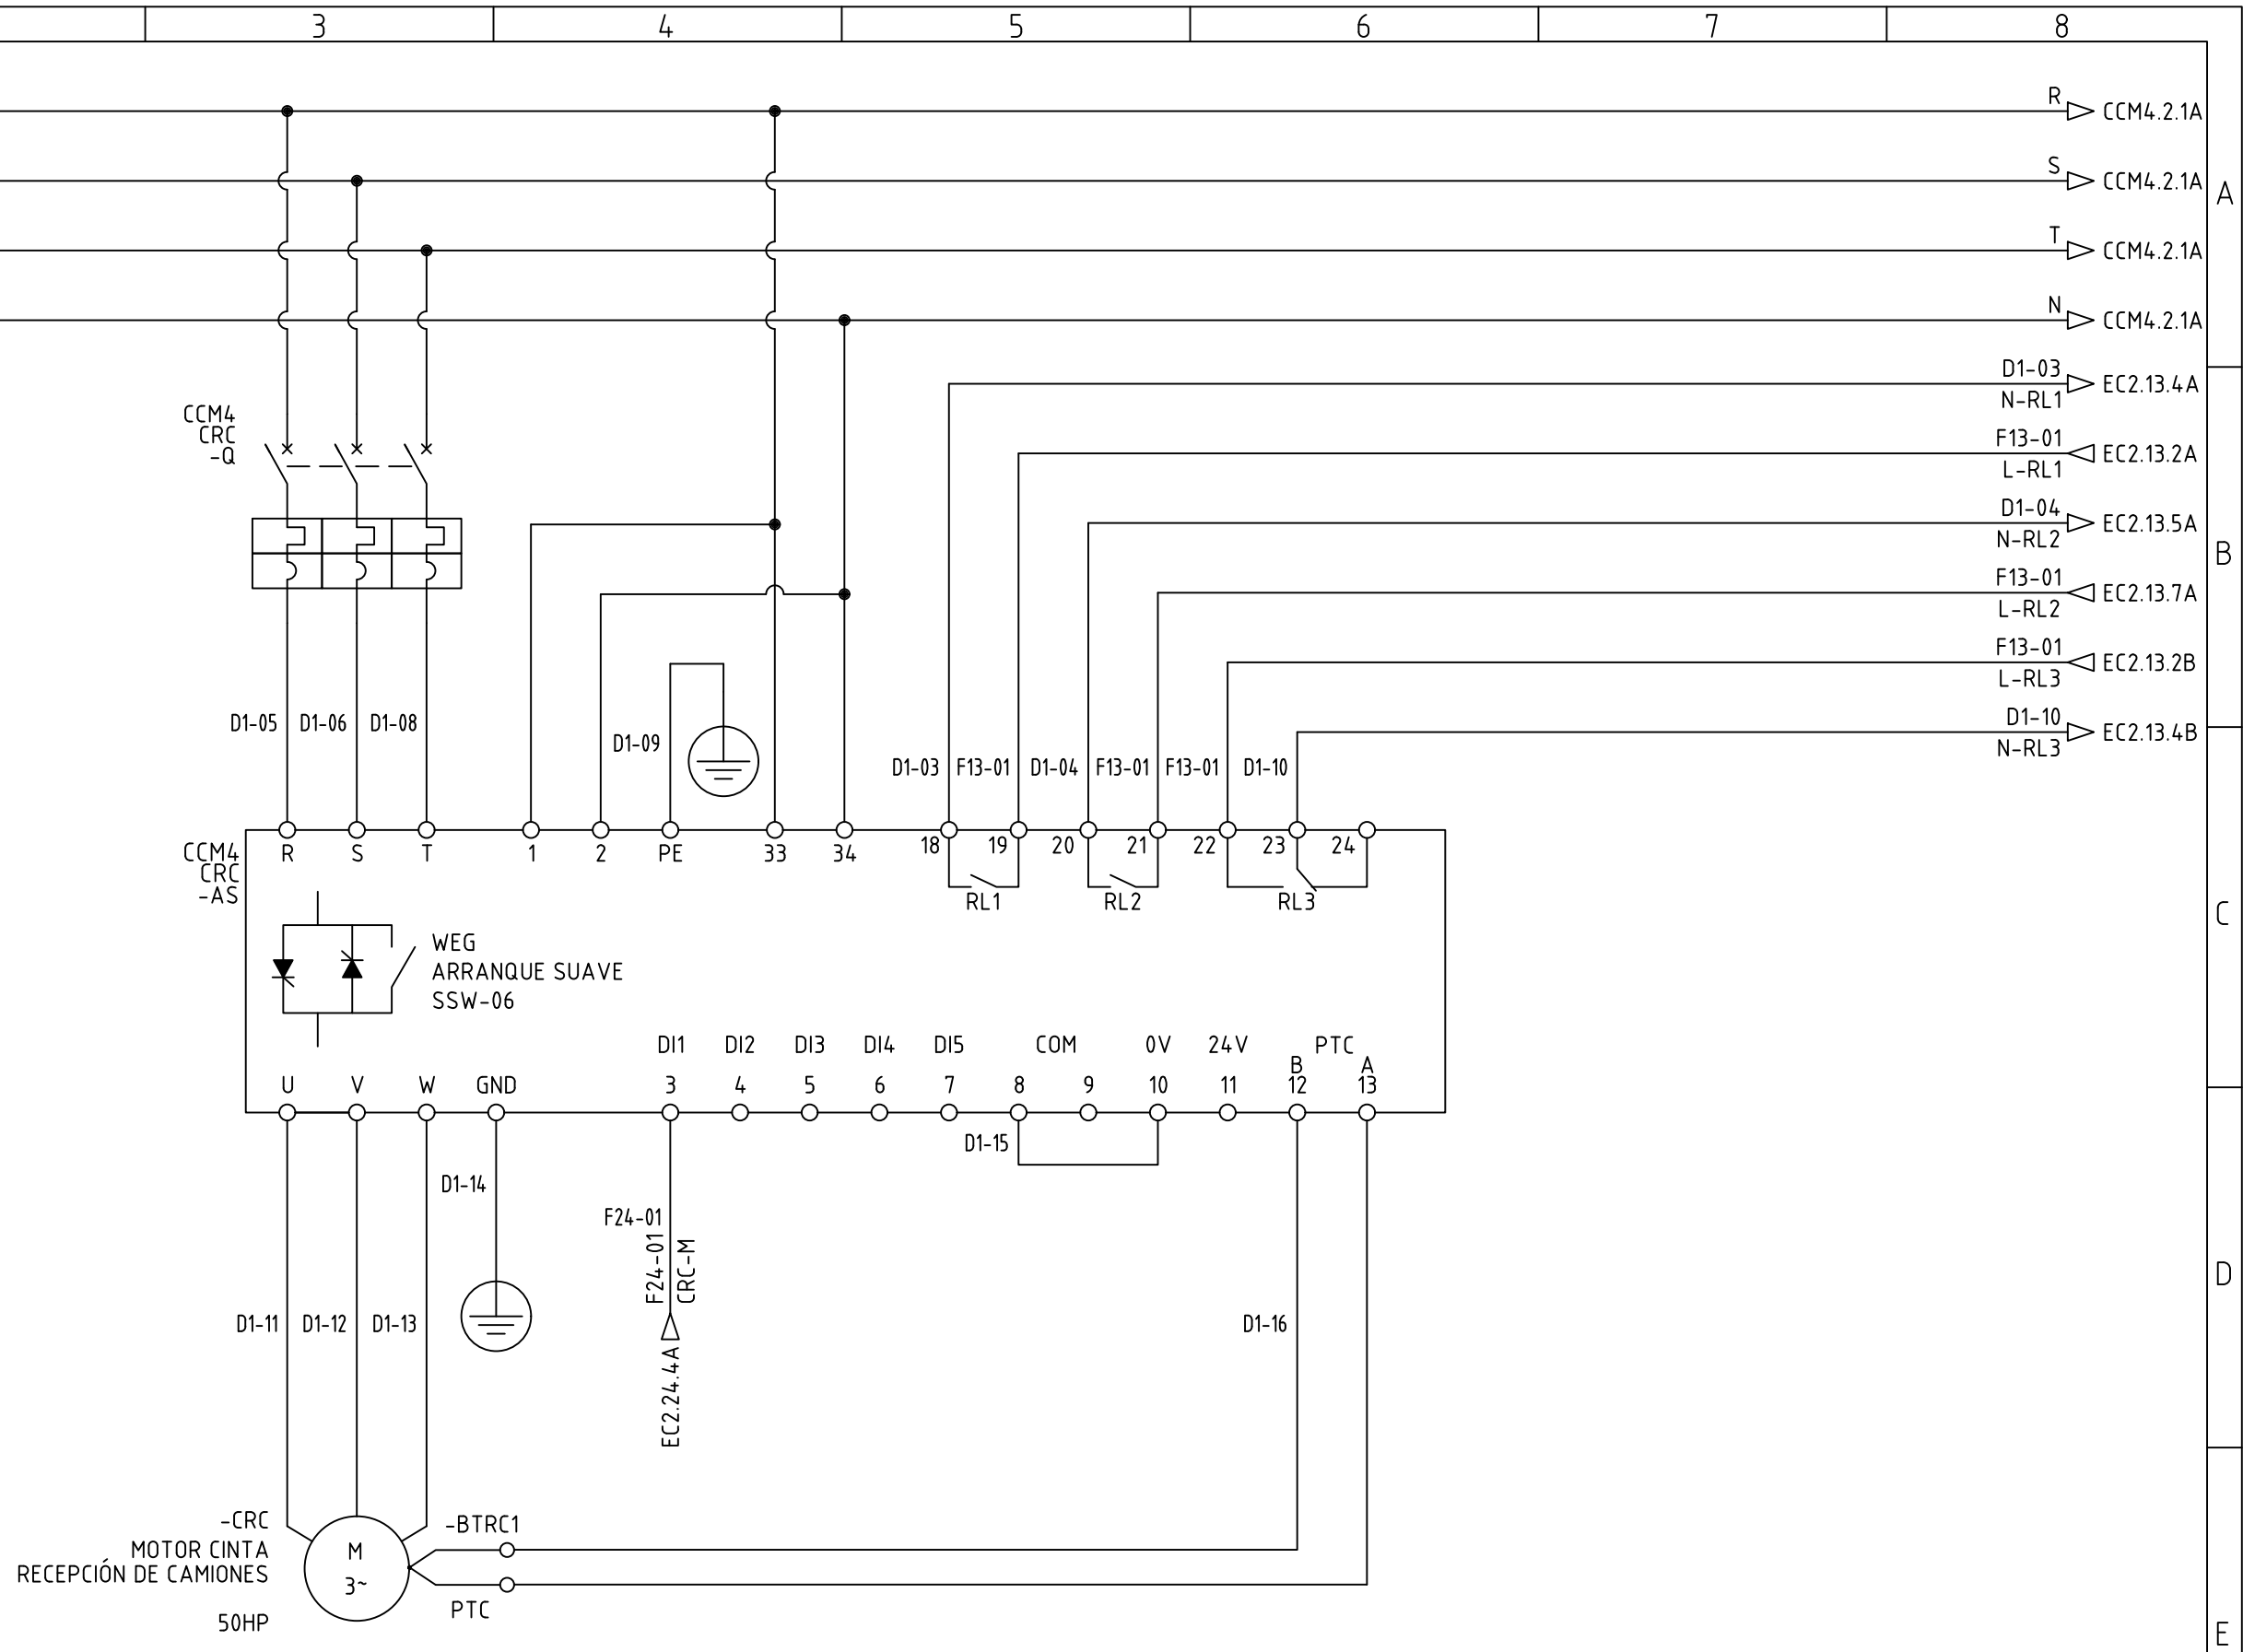 3 4 5 6 7 8
R CCM4.2.1A
S CCM4.2.1A
A
T CCM4.2.1A
N CCM4.2.1A
D1-03 EC2.13.4A
N-RL1
F13-01 EC2.13.2A
L-RL1
D1-04 EC2.13.5A
N-RL2
B
F13-01 EC2.13.7A
L-RL2
F13-01 EC2.13.2B
L-RL3
D1-10 EC2.13.4B
N-RL3
CCM4
CRC
-Q
D1-05 D1-06 D1-08 D1-09
D1-03 F13-01 D1-04 F13-01 F13-01 D1-10
CCM4
CRC
-AS
R S T 1 2 PE 33 34 18 19 20 21 22 23 24
RL1 RL2 RL3
C
WEG
ARRANQUE SUAVE
SSW-06
DI1 DI2 DI3 DI4 DI5 COM 0V 24V PTC
B A
U V W GND 3 4 5 6 7 8 9 10 11 12 13
D1-15
D1-14
F24-01
F24-01
CRC-M
EC2.24.4A
D
D1-11 D1-12 D1-13 D1-16
-CRC
MOTOR CINTA
RECEPCIÓN DE CAMIONES
50HP
M
3~
-BTRC1
PTC
E